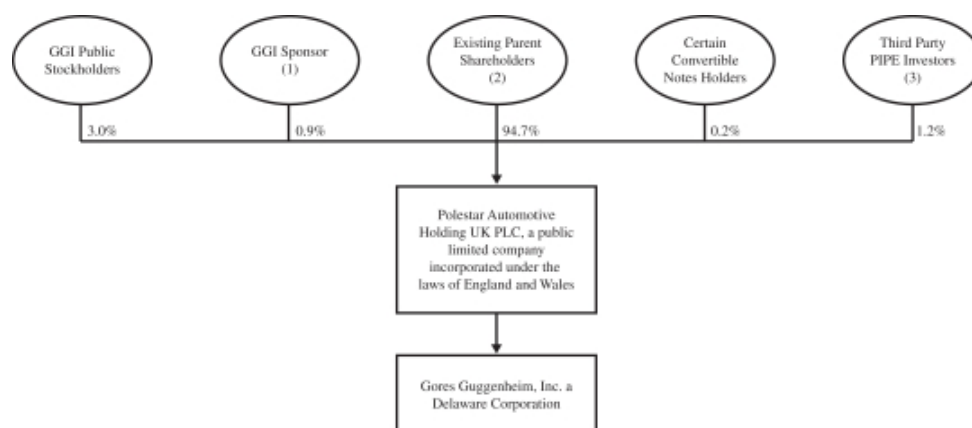 GGI Public
Stockholders
GGI Sponsor
(1)
Existing Parent
Shareholders
(2)
Certain
Convertible
Notes Holders
Third Party
PIPE Investors
(3)
3.0%
0.9%
94.7%
0.2%
1.2%
Polestar Automotive
Holding UK PLC, a public
limited company
incorporated under the
laws of England and Wales
Gores Guggenheim, Inc. a
Delaware Corporation